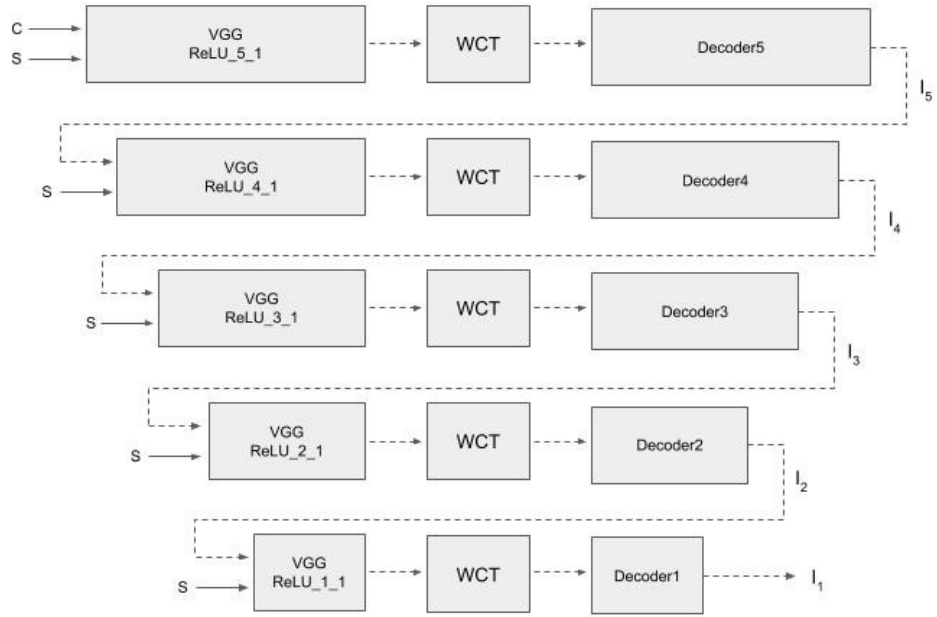 C
S
VGG
ReLU_5_1
WCT
Decoder5
I5
S
VGG
ReLU_4_1
WCT
Decoder4
I4
S
VGG
ReLU_3_1
WCT
Decoder3
I3
S
VGG
ReLU_2_1
WCT
Decoder2
I2
S
VGG
ReLU_1_1
WCT
Decoder1
I1